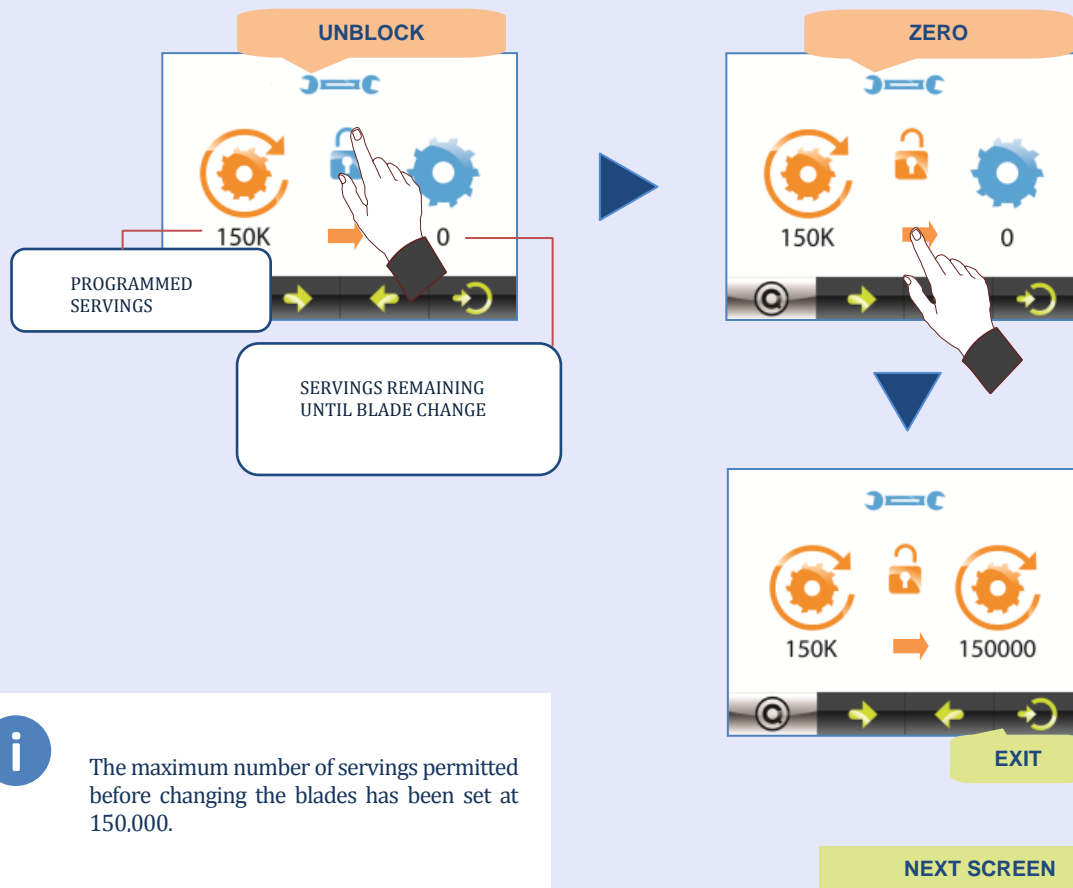 UNBLOCK
150K
0
PROGRAMMED
SERVINGS
SERVINGS REMAINING
UNTIL BLADE CHANGE
ZERO
150K
0
150K
150000
EXIT
i
The maximum number of servings permitted
before changing the blades has been set at
150,000.
NEXT SCREEN